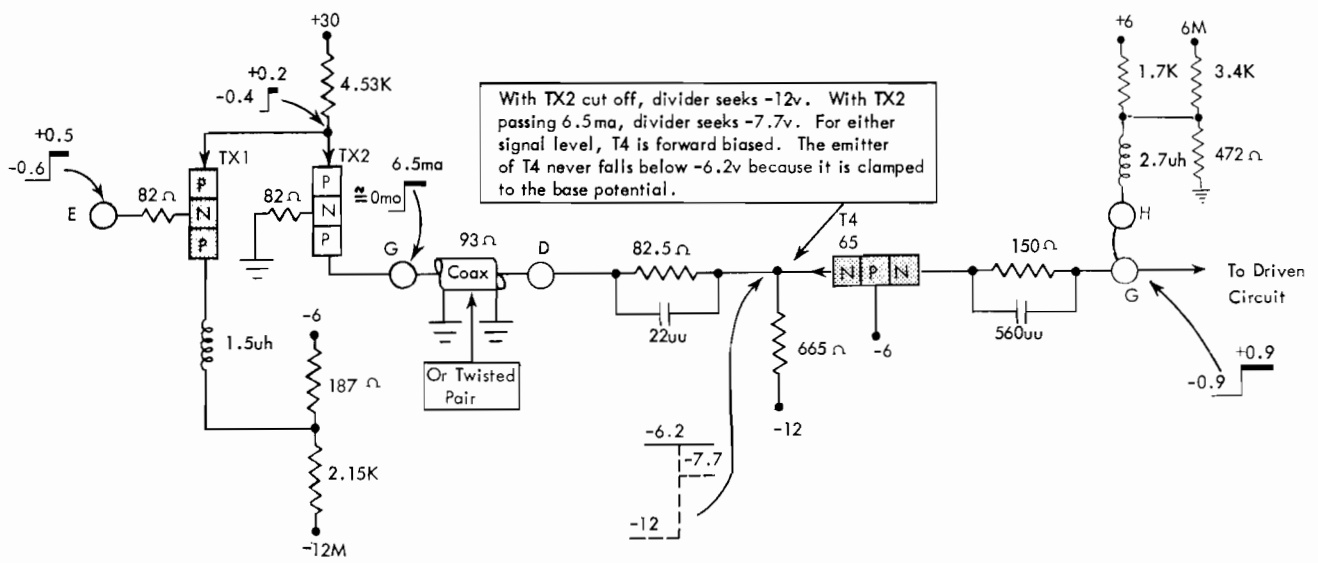 +30
+6
6M
4.53K
1.7K
3.4K
+0.2
-0.4
With TX2 cut off, divider seeks -12v. With TX2
passing 6.5ma, divider seeks -7.7v. For either
signal level, T4 is forward biased. The emitter
of T4 never falls below -6.2v because it is clamped
to the base potential.
+0.5
-0.6
TX1
TX2
6.5ma
≈ 0ma
2.7uh
472 Ω
P
N
P
P
N
P
82Ω
82Ω
E
H
T4
G
93Ω
Coax
D
82.5Ω
65
N P N
150Ω
G
To Driven
Circuit
22uu
665 Ω
-6
560uu
-6
1.5uh
187 Ω
Or Twisted
Pair
+0.9
-0.9
-12
-6.2
-7.7
2.15K
-12
-12M